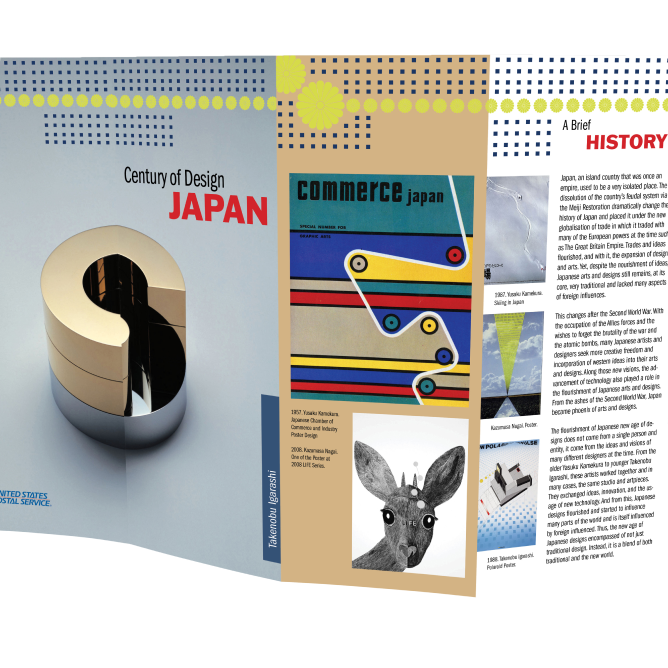 Century of Design
JAPAN
UNITED STATES
POSTAL SERVICE.
Takenobu Igarashi
commerce japan
SPECIAL NUMBER FOR
GRAPHIC ARTS
1957. Yusaku Kamekura.
Japanese Chamber of
Commerce and Industry
Poster Design
2008. Kazumasa Nagai.
One of the Poster at
2008 LIFE Series.
LIFE
A Brief
HISTORY
Japan, an island country that was once an
empire, used to be a very isolated place. The
dissolution of the country's feudal system via
the Meiji Restoration dramatically change the
history of Japan and placed it under the new
globalisation of trade in which it traded with
many of the European powers at the time such
as The Great Britain Empire. Trades and ideas
flourished, and with it, the expansion of design
and arts. Yet, despite the nourishment of ideas,
Japanese arts and designs still remains, at its
core, very traditional and lacked many aspects
of foreign influences.
This changes after the Second World War. With
the occupation of the Allies forces and the
wishes to forget the brutality of the war and
the atomic bombs, many Japanese artists and
designers seek more creative freedom and
incorporation of western ideas into their arts
and designs. Along those new visions, the ad-
vancement of technology also played a role in
the flourishment of Japanese arts and designs.
From the ashes of the Second World War, Japan
become phoenix of arts and designs.
The flourishment of Japanese new age of de-
signs does not come from a single person and
entity, it come from the ideas and visions of
many different designers at the time. From the
older Yusaku Kamekura to younger Takenobu
Igarashi, these artists worked together and in
many cases, the same studio and artpieces.
They exchanged ideas, innovation, and the as-
age of new technology. And from this, Japanese
designs flourished and started to influence
many parts of the world and is itself influenced
by foreign influenced. Thus, the new age of
Japanese designs encompassed of not just
traditional design. Instead, it is a blend of both
traditional and the new world.
Yusaku Kamekura.
Skiing in Japan
Kazumasa Nagai. Poster.
1980. Takenobu Igarashi.
Polaroid Poster.